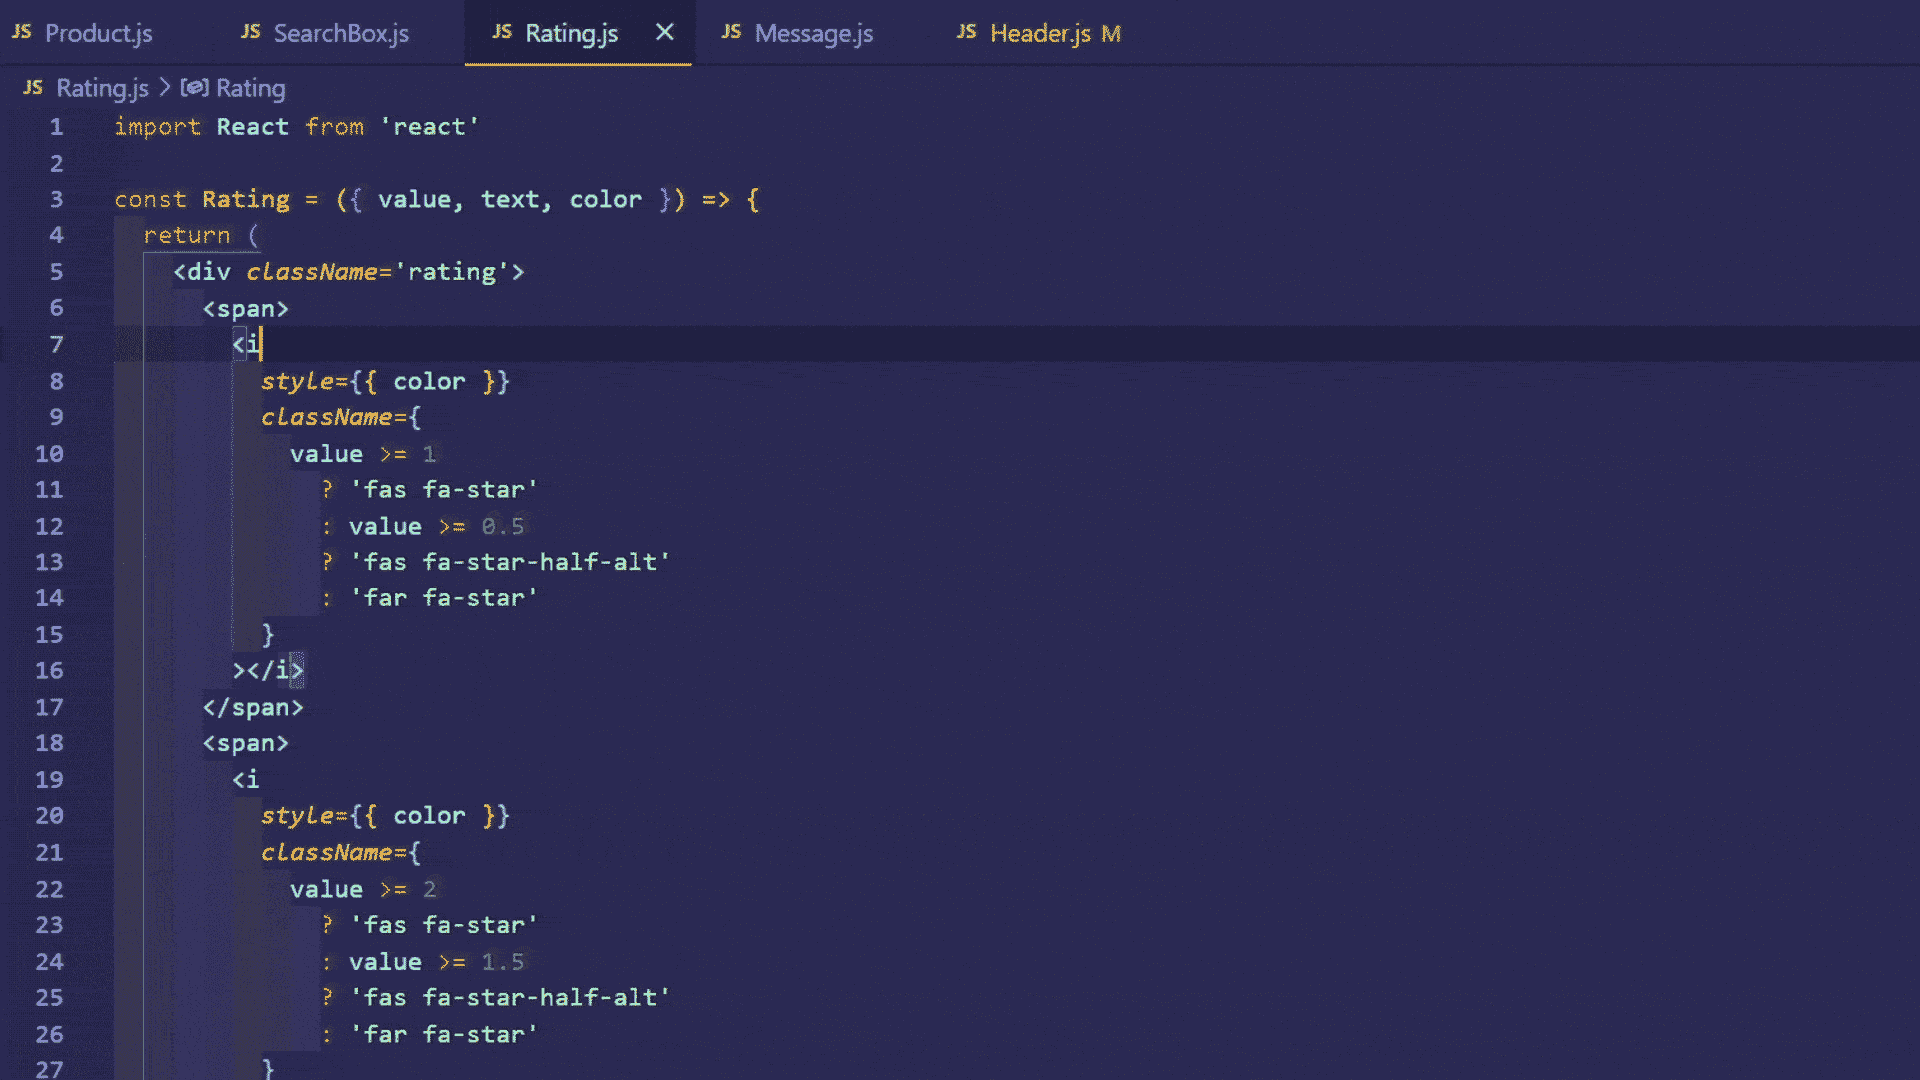 JS Product.js JS SearchBox.js JS Rating.js × JS Message.js JS Header.js M
JS Rating.js > Rating
1 import React from 'react'
2
3 const Rating = ({ value, text, color }) => {
4 return (
5 <div className='rating'>
6 <span>
7 <i
8 style={{ color }}
9 className={
10 value >= 1
11 ? 'fas fa-star'
12 : value >= 0.5
13 ? 'fas fa-star-half-alt'
14 : 'far fa-star'
15 }
16 ></i>
17 </span>
18 <span>
19 <i
20 style={{ color }}
21 className={
22 value >= 2
23 ? 'fas fa-star'
24 : value >= 1.5
25 ? 'fas fa-star-half-alt'
26 : 'far fa-star'
27 }